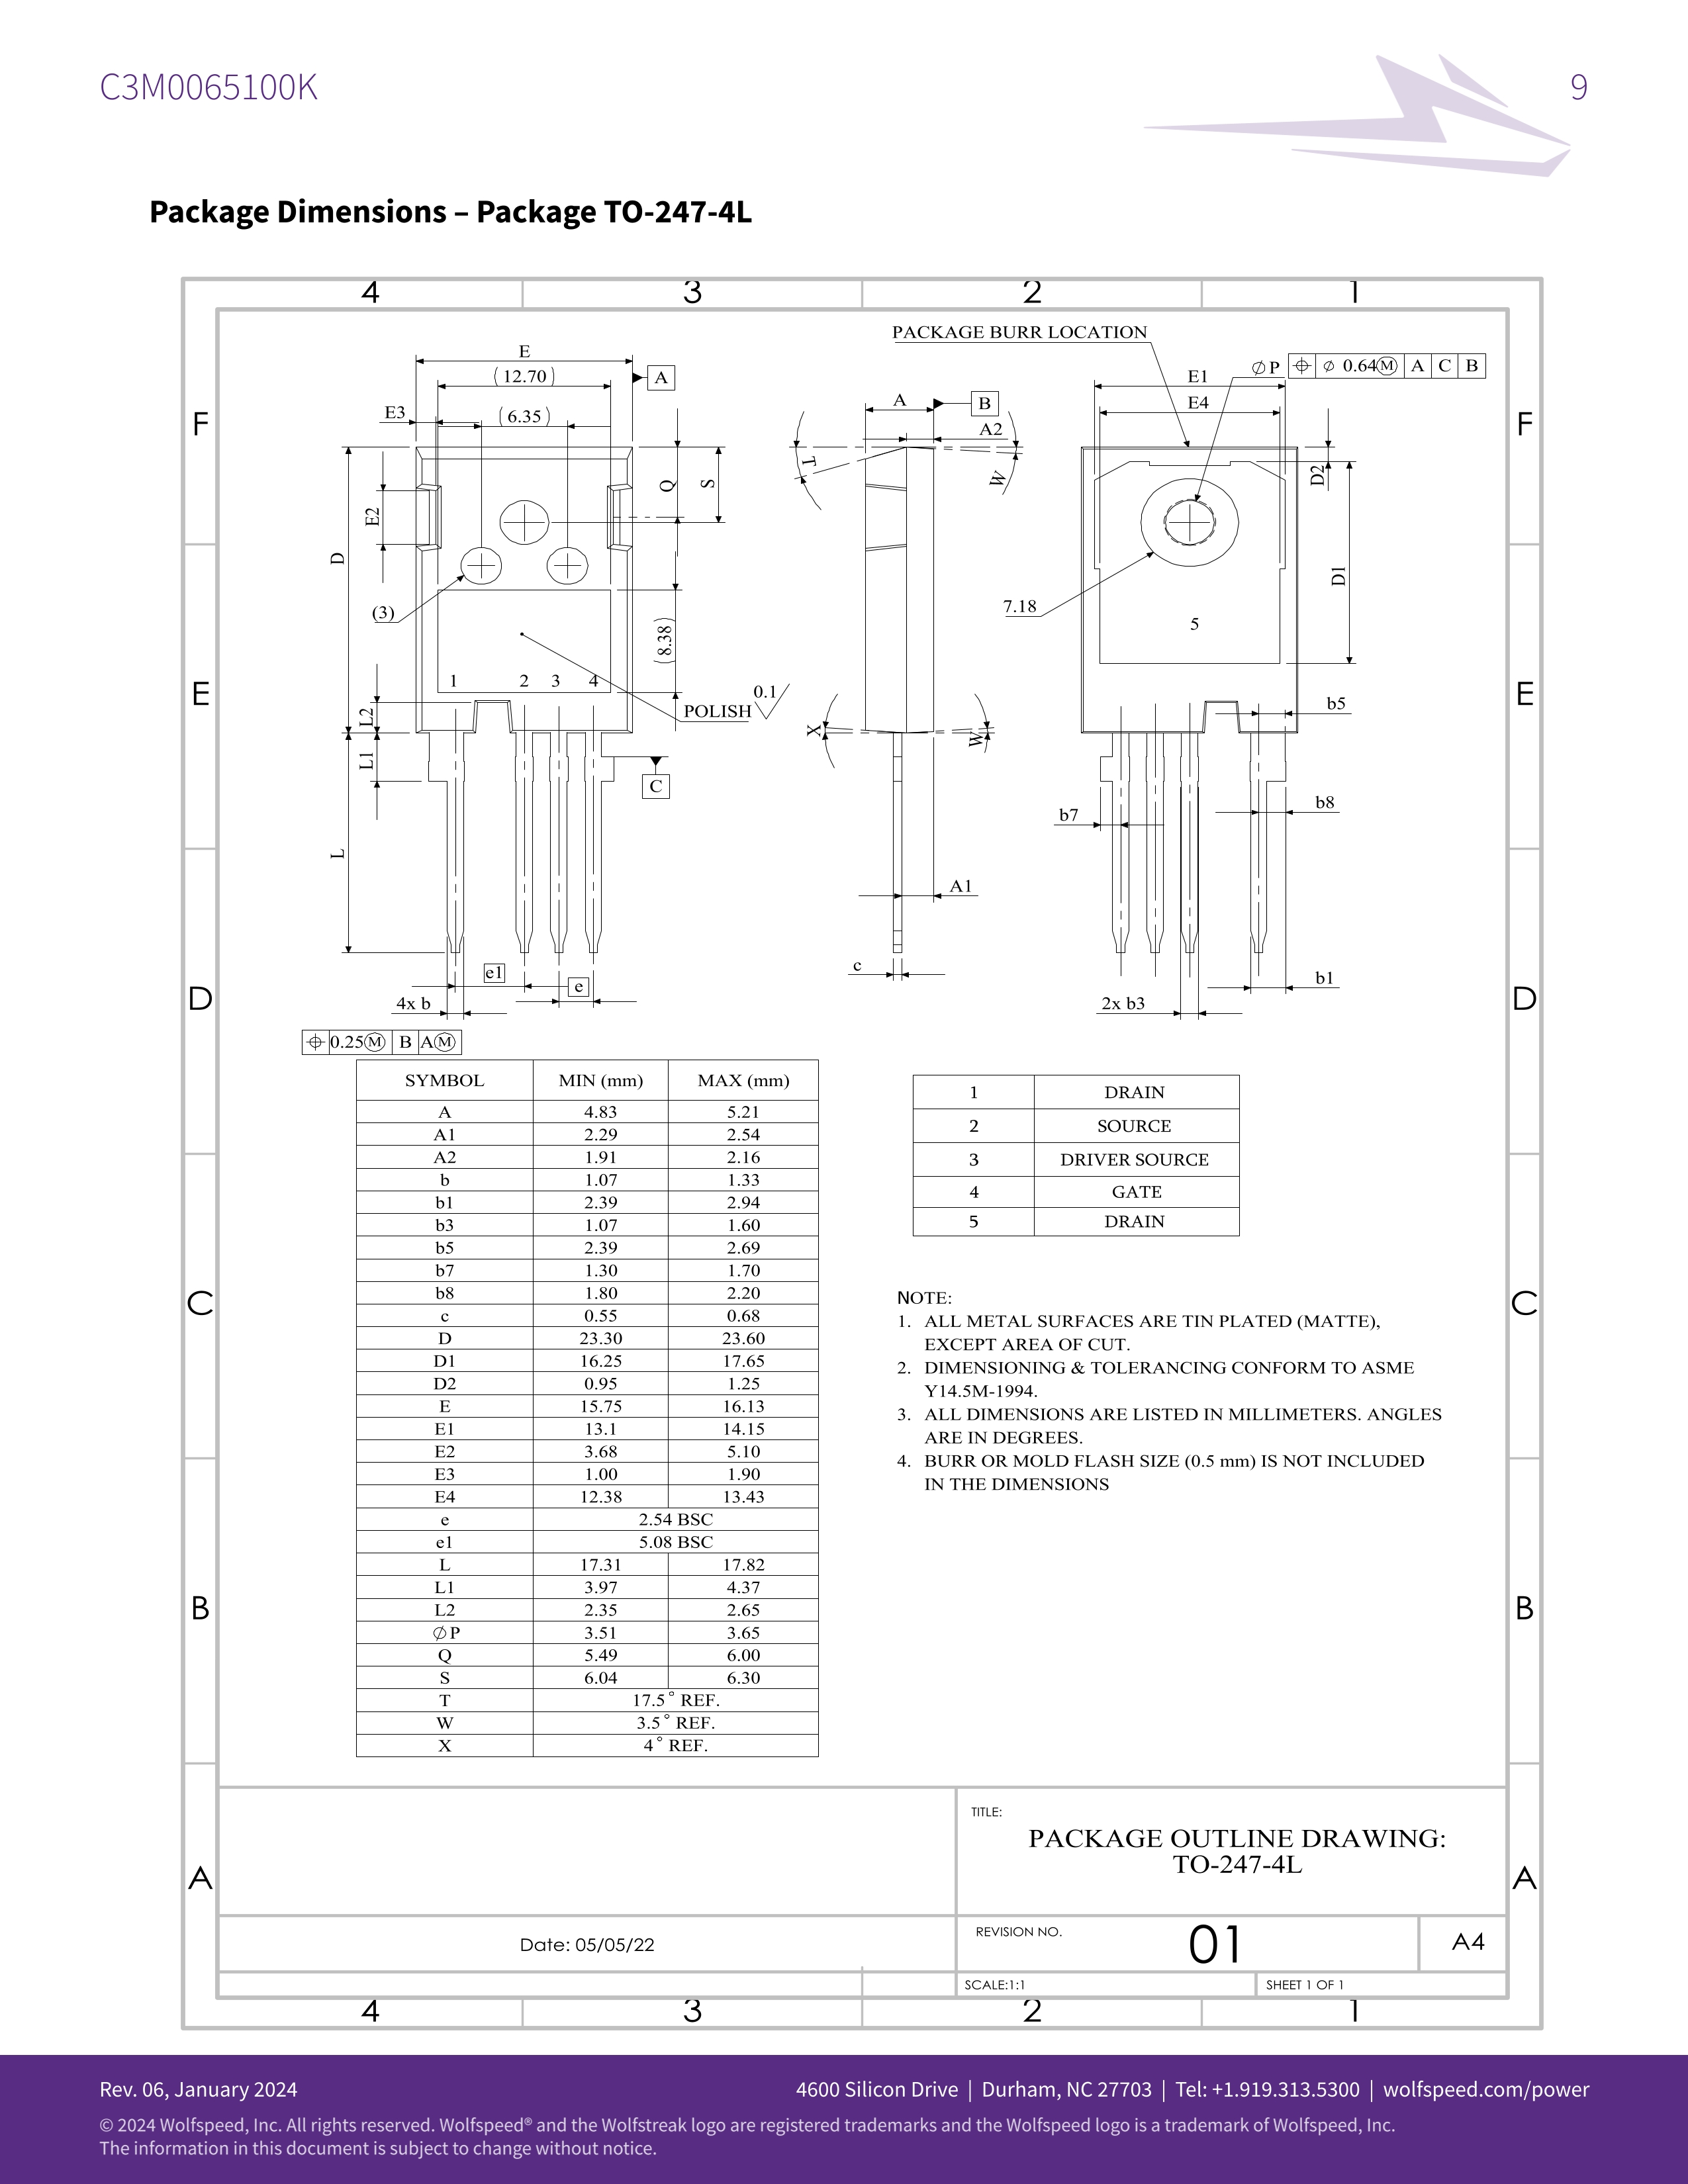 C3M0065100K
9
Package Dimensions – Package TO-247-4L
4 3 2 1
PACKAGE BURR LOCATION
E
(12.70)
A
E3
(6.35)
A
B
A2
E1
E4
∅P ⌖ ∅ 0.64Ⓜ A C B
F
F
T
W
D2
Q
S
E2
D
D1
(3)
7.18
5
(8.38)
E
E
1 2 3 4
0.1
POLISH
b5
L2
X
W
L1
C
b7
b8
L
A1
c
e1
e
b1
D
D
4x b
2x b3
⌖ 0.25Ⓜ B AⓂ
SYMBOL MIN (mm) MAX (mm)
A 4.83 5.21
A1 2.29 2.54
A2 1.91 2.16
b 1.07 1.33
b1 2.39 2.94
b3 1.07 1.60
b5 2.39 2.69
b7 1.30 1.70
b8 1.80 2.20
c 0.55 0.68
D 23.30 23.60
D1 16.25 17.65
D2 0.95 1.25
E 15.75 16.13
E1 13.1 14.15
E2 3.68 5.10
E3 1.00 1.90
E4 12.38 13.43
e 2.54 BSC
e1 5.08 BSC
L 17.31 17.82
L1 3.97 4.37
L2 2.35 2.65
∅P 3.51 3.65
Q 5.49 6.00
S 6.04 6.30
T 17.5° REF.
W 3.5° REF.
X 4° REF.
1 DRAIN
2 SOURCE
3 DRIVER SOURCE
4 GATE
5 DRAIN
C
C
NOTE:
1. ALL METAL SURFACES ARE TIN PLATED (MATTE),
EXCEPT AREA OF CUT.
2. DIMENSIONING & TOLERANCING CONFORM TO ASME
Y14.5M-1994.
3. ALL DIMENSIONS ARE LISTED IN MILLIMETERS. ANGLES
ARE IN DEGREES.
4. BURR OR MOLD FLASH SIZE (0.5 mm) IS NOT INCLUDED
IN THE DIMENSIONS
B
B
TITLE:
PACKAGE OUTLINE DRAWING:
TO-247-4L
A
A
Date: 05/05/22
REVISION NO.
01
A4
SCALE:1:1
SHEET 1 OF 1
4 3 2 1
Rev. 06, January 2024
4600 Silicon Drive | Durham, NC 27703 | Tel: +1.919.313.5300 | wolfspeed.com/power
© 2024 Wolfspeed, Inc. All rights reserved. Wolfspeed® and the Wolfstreak logo are registered trademarks and the Wolfspeed logo is a trademark of Wolfspeed, Inc.
The information in this document is subject to change without notice.